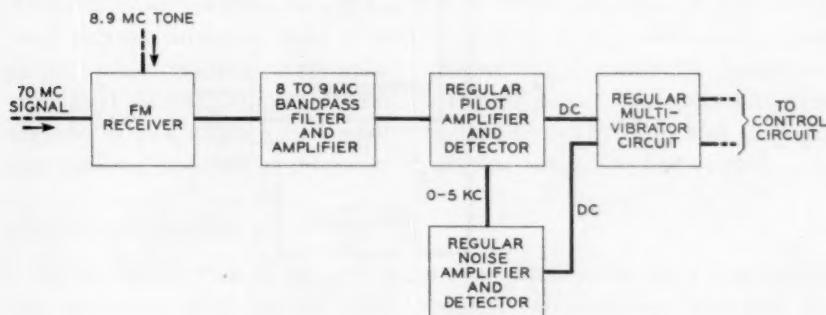 8.9 MC TONE
70 MC
SIGNAL
FM
RECEIVER
8 TO 9 MC
BANDPASS
FILTER
AND
AMPLIFIER
REGULAR
PILOT
AMPLIFIER
AND
DETECTOR
DC
REGULAR
MULTI-
VIBRATOR
CIRCUIT
TO
CONTROL
CIRCUIT
0-5 KC
DC
REGULAR
NOISE
AMPLIFIER
AND
DETECTOR